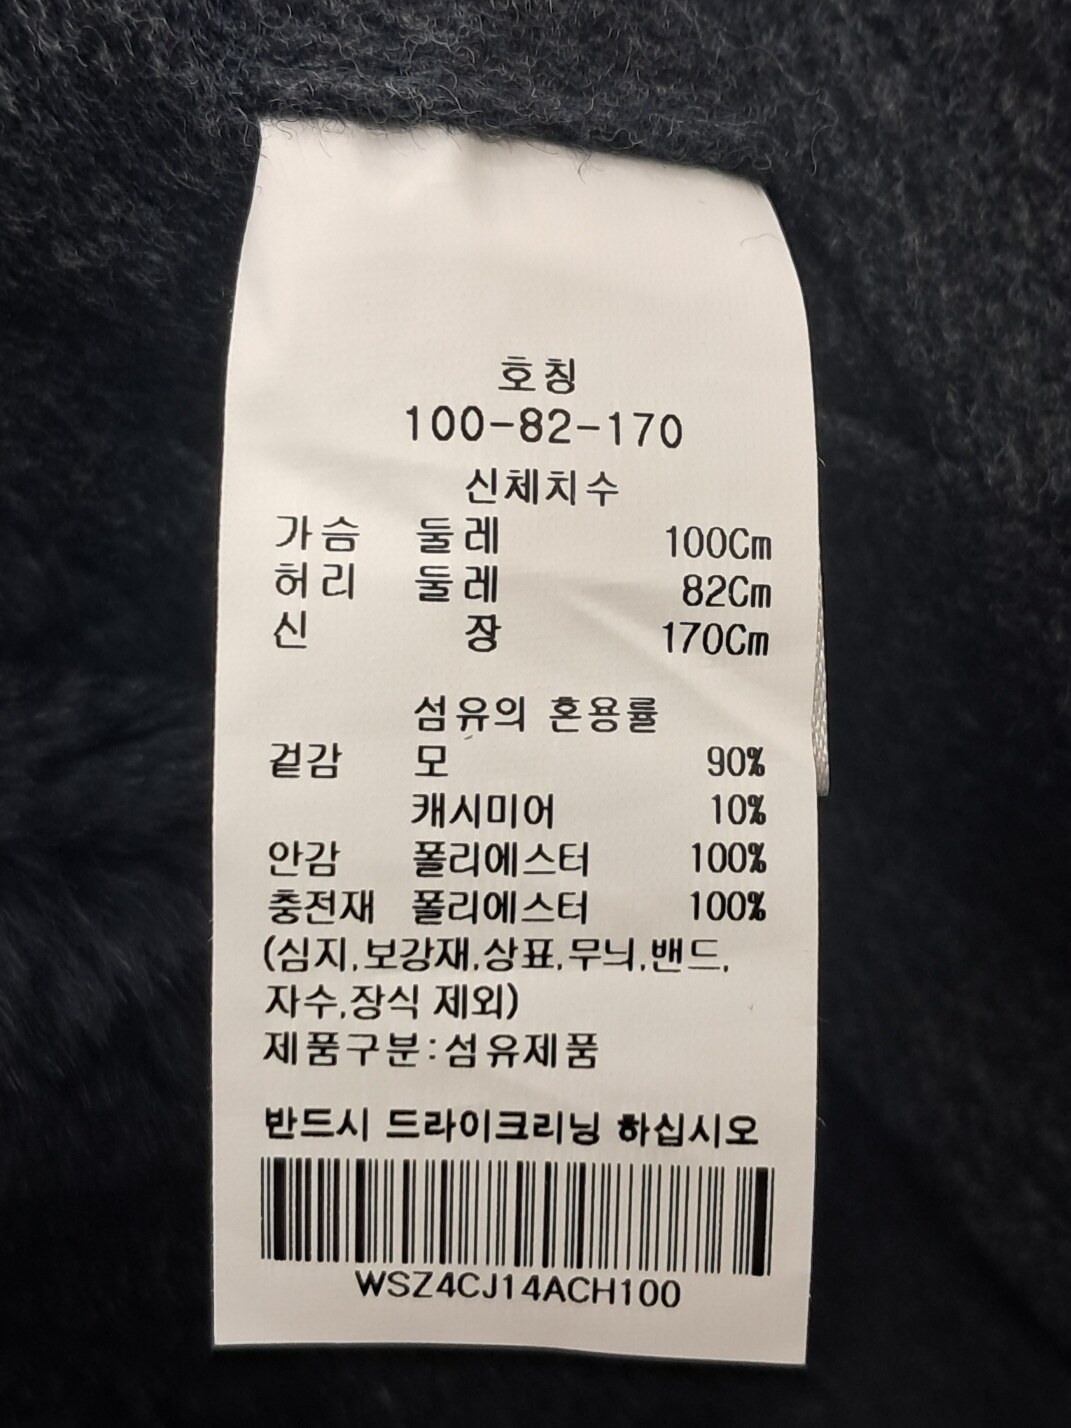 호칭
100-82-170
신체치수
가슴 둘레 100Cm
허리 둘레 82Cm
신 장 170Cm
섬유의 혼용률
겉감 모 90%
캐시미어 10%
안감 폴리에스터 100%
충전재 폴리에스터 100%
(심지,보강재,상표,무늬,밴드,
자수,장식 제외)
제품구분:섬유제품
반드시 드라이크리닝 하십시오
WSZ4CJ14ACH100